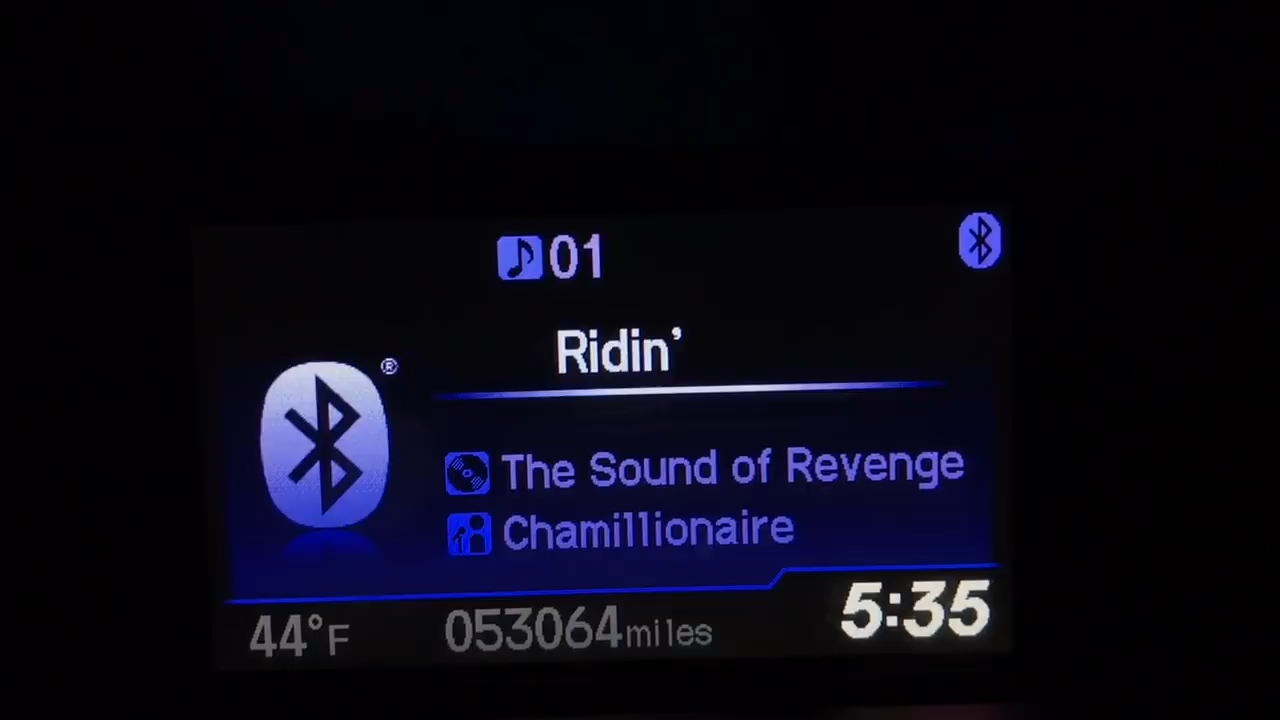 01
Ridin’
®
The Sound of Revenge
Chamillionaire
44°F 053064miles 5:35